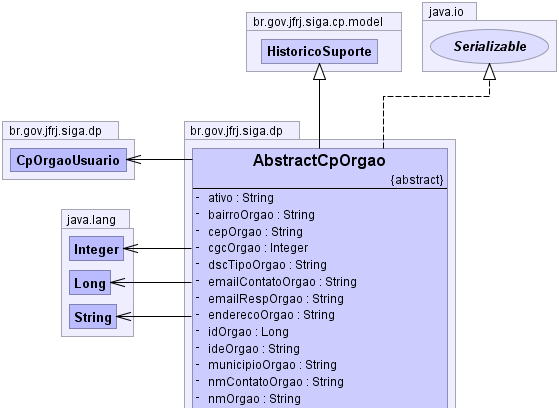 br.gov.jfrj.siga.cp.model
HistoricoSuporte
java.io
Serializable
br.gov.jfrj.siga.dp
CpOrgaoUsuario
br.gov.jfrj.siga.dp
AbstractCpOrgao
{abstract}
- ativo : String
- bairroOrgao : String
- cepOrgao : String
- cgcOrgao : Integer
- dscTipoOrgao : String
- emailContatoOrgao : String
- emailRespOrgao : String
- enderecoOrgao : String
- idOrgao : Long
- ideOrgao : String
- municipioOrgao : String
- nmContatoOrgao : String
- nmOrgao : String
java.lang
Integer
Long
String